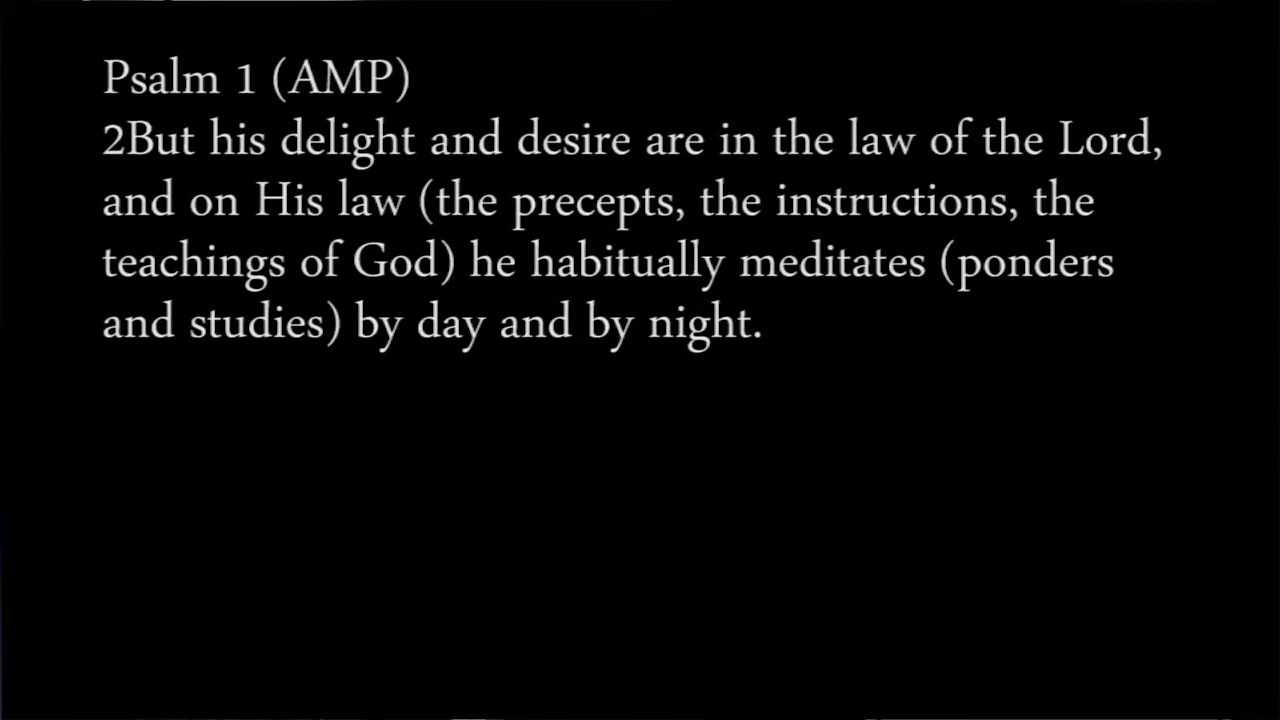 Psalm 1 (AMP)
2But his delight and desire are in the law of the Lord,
and on His law (the precepts, the instructions, the
teachings of God) he habitually meditates (ponders
and studies) by day and by night.